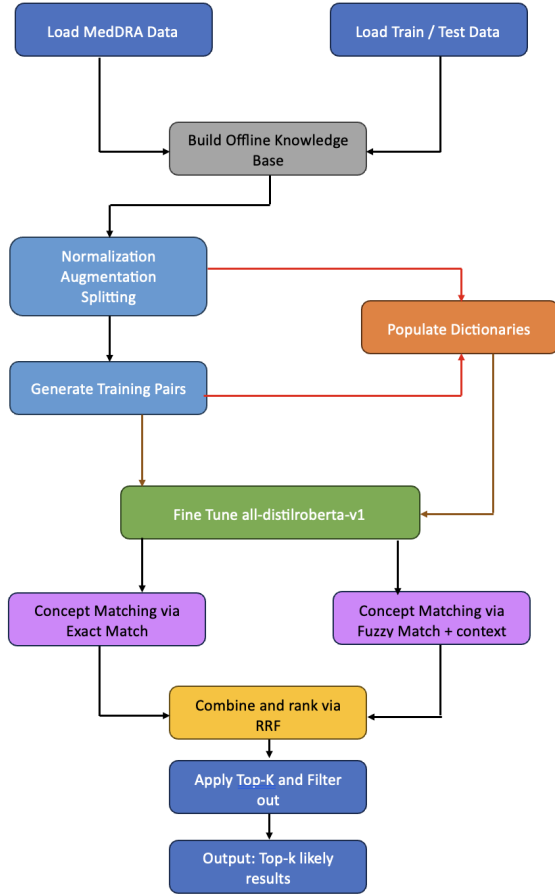 Load MedDRA Data
Load Train / Test Data
Build Offline Knowledge
Base
Normalization
Augmentation
Splitting
Populate Dictionaries
Generate Training Pairs
Fine Tune all-distilroberta-v1
Concept Matching via
Exact Match
Concept Matching via
Fuzzy Match + context
Combine and rank via
RRF
Apply Top-K and Filter
out
Output: Top-k likely
results